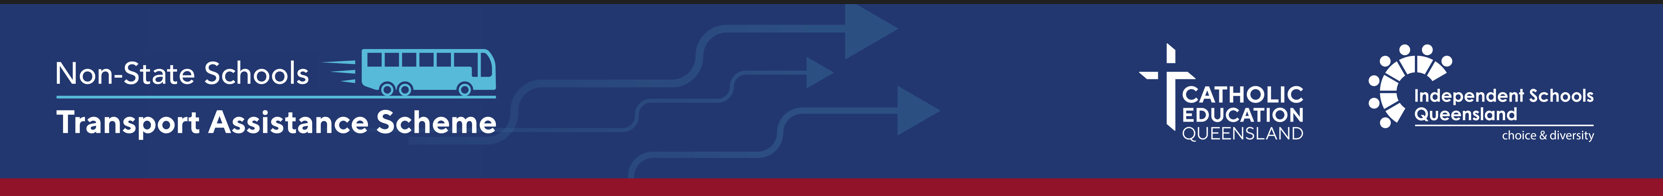 Non-State Schools
Transport Assistance Scheme
CATHOLIC
EDUCATION
QUEENSLAND
Independent Schools
Queensland
choice & diversity